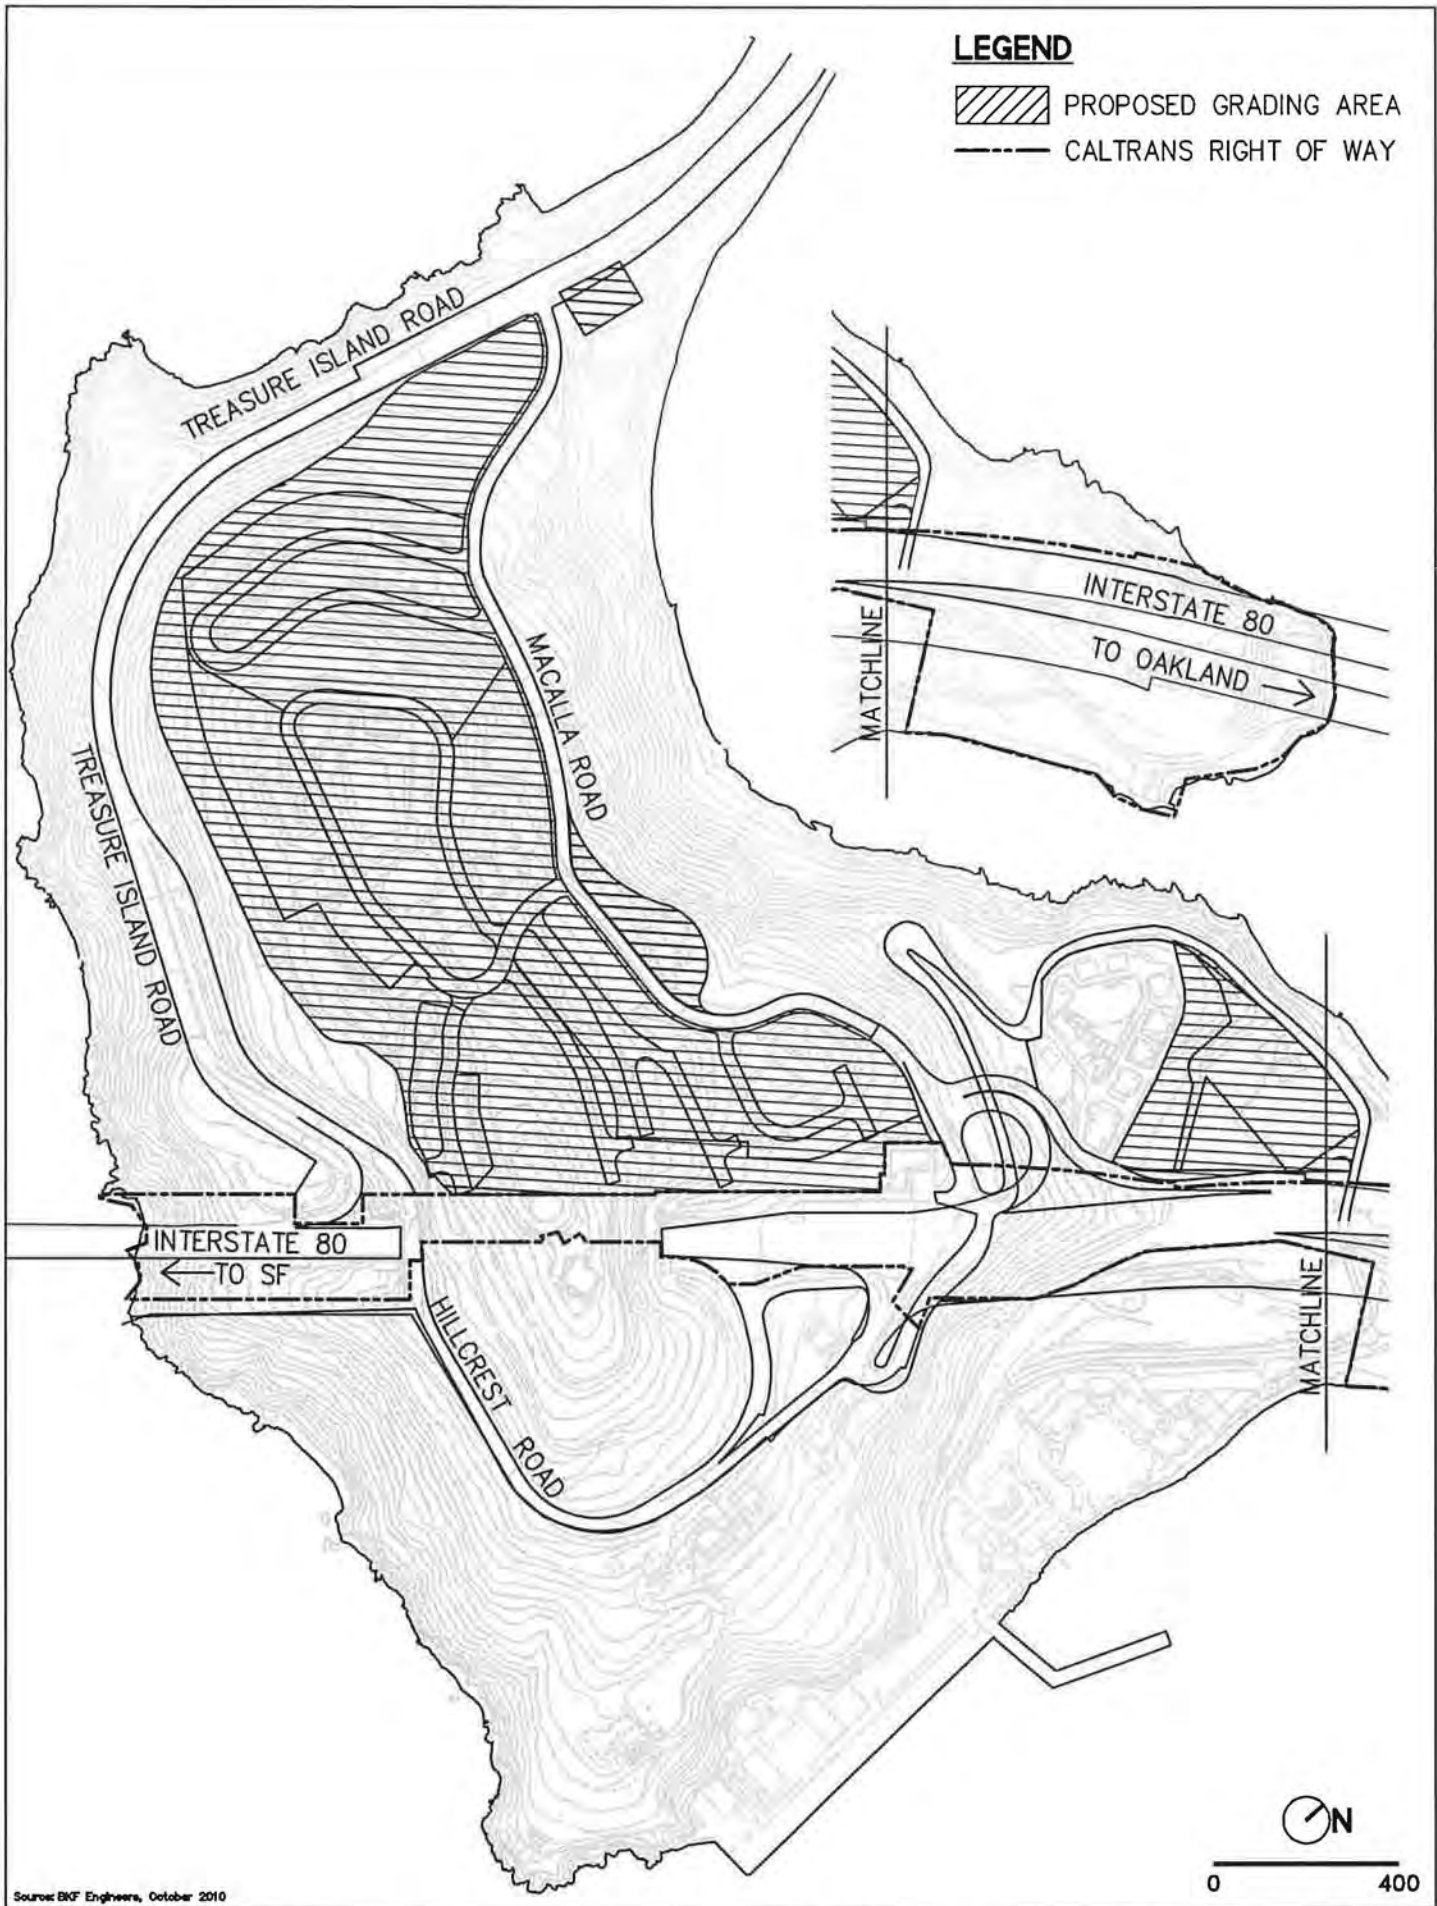 LEGEND
PROPOSED GRADING AREA
CALTRANS RIGHT OF WAY
TREASURE ISLAND ROAD
MACALLA ROAD
TREASURE ISLAND ROAD
INTERSTATE 80
TO OAKLAND
MATCHLINE
INTERSTATE 80
TO SF
HILLCREST ROAD
MATCHLINE
N
0 400
Source: BKF Engineers, October 2010